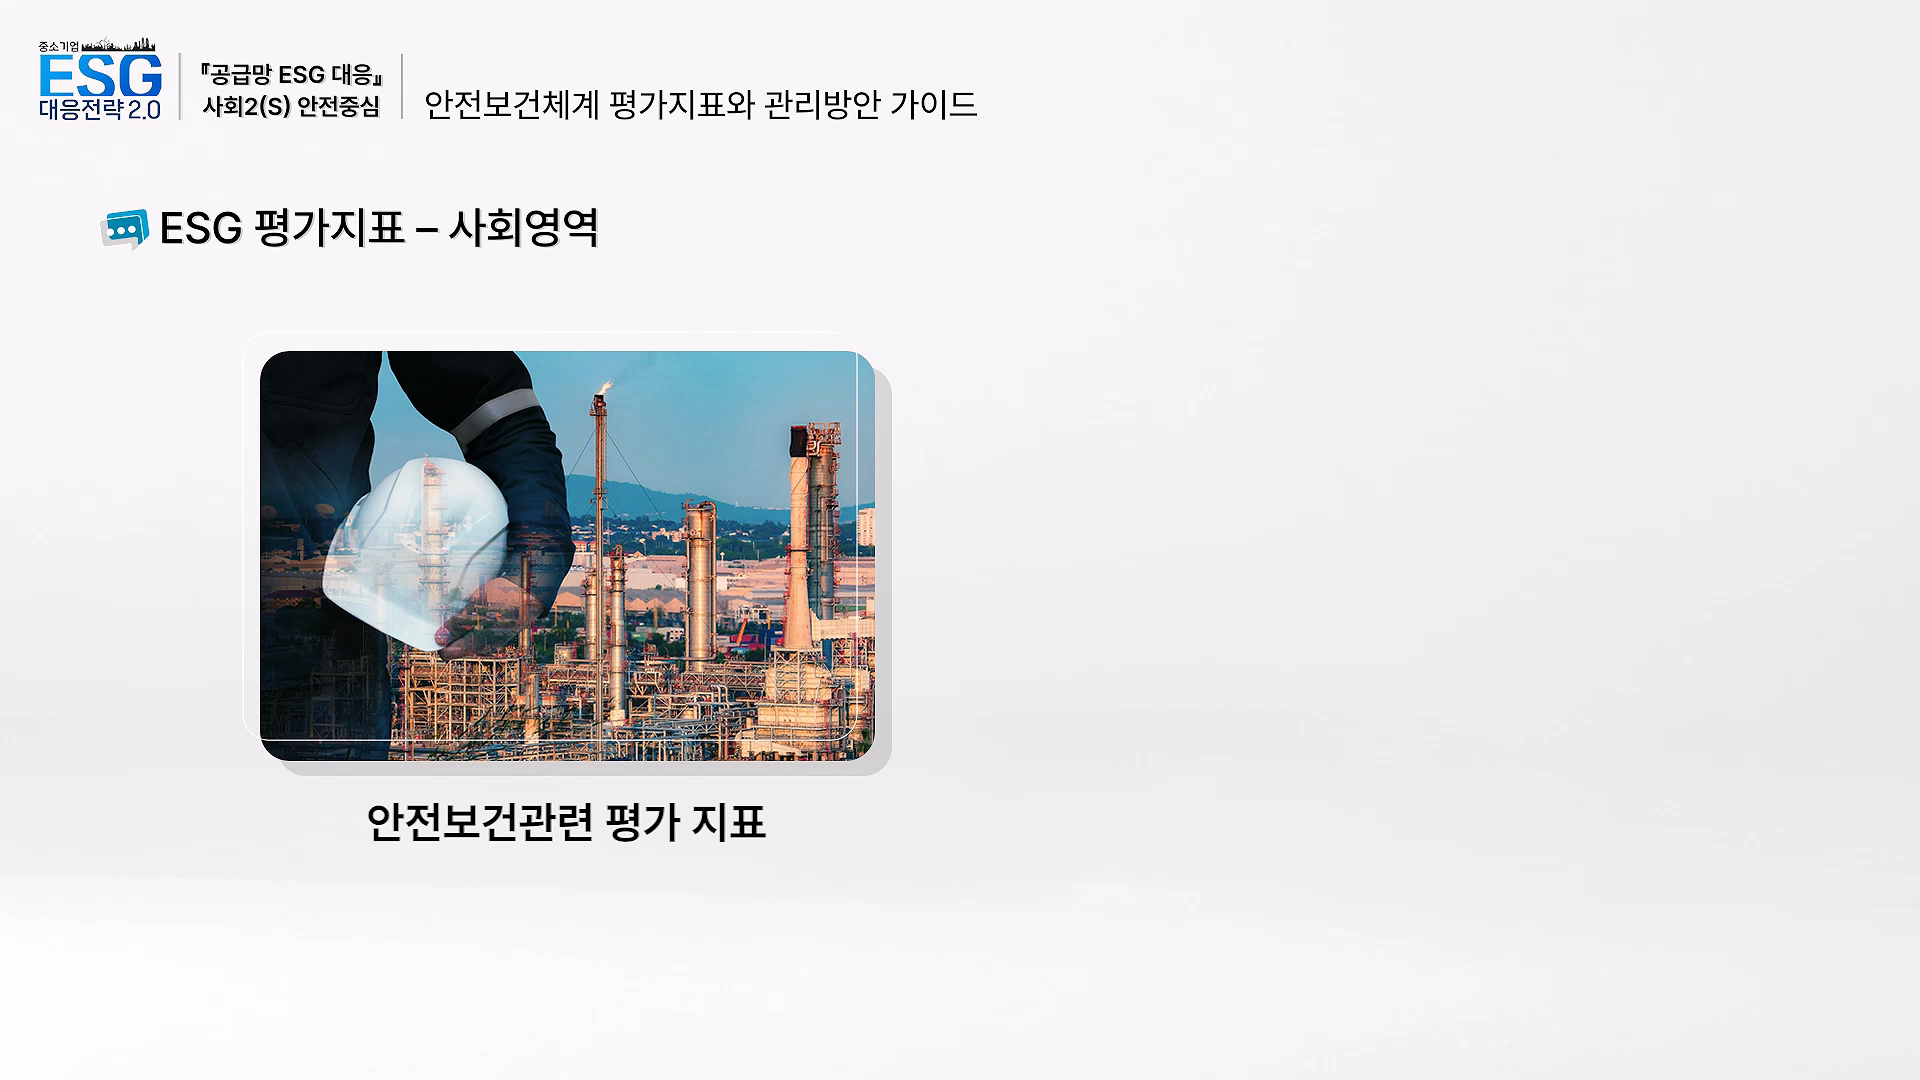 중소기업
ESG
대응전략 2.0
『공급망 ESG 대응』
사회2(S) 안전중심
안전보건체계 평가지표와 관리방안 가이드
ESG 평가지표 – 사회영역
안전보건관련 평가 지표